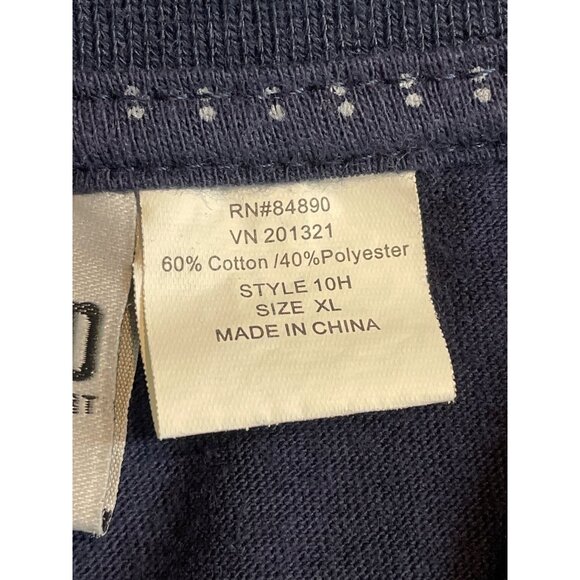 RN#84890
VN 201321
60% Cotton /40%Polyester
STYLE 10H
SIZE XL
MADE IN CHINA